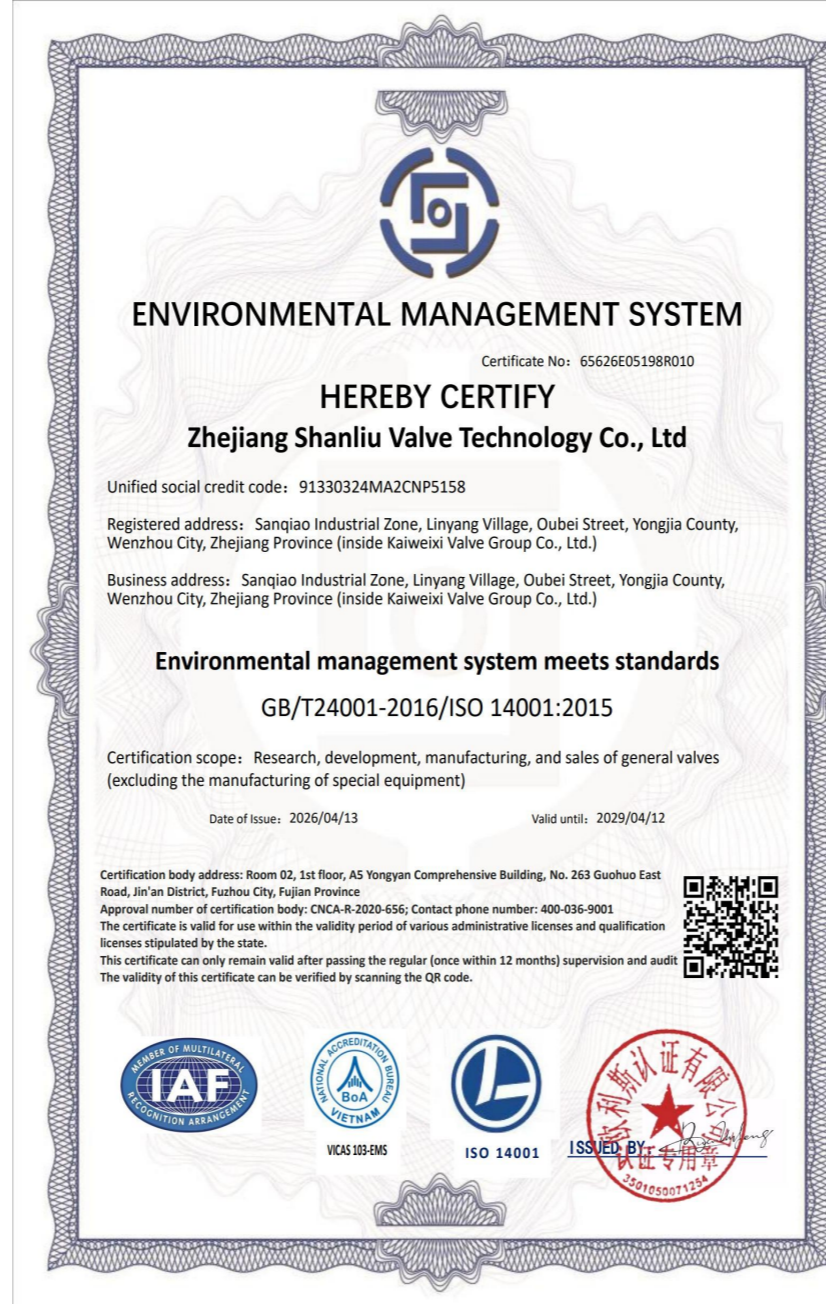 ENVIRONMENTAL MANAGEMENT SYSTEM
Certificate No：65626E05198R010
HEREBY CERTIFY
Zhejiang Shanliu Valve Technology Co., Ltd
Unified social credit code：91330324MA2CNP5158
Registered address：Sanqiao Industrial Zone, Linyang Village, Oubei Street, Yongjia County,
Wenzhou City, Zhejiang Province (inside Kaiweixi Valve Group Co., Ltd.)
Business address：Sanqiao Industrial Zone, Linyang Village, Oubei Street, Yongjia County,
Wenzhou City, Zhejiang Province (inside Kaiweixi Valve Group Co., Ltd.)
Environmental management system meets standards
GB/T24001-2016/ISO 14001:2015
Certification scope：Research, development, manufacturing, and sales of general valves
(excluding the manufacturing of special equipment)
Date of Issue：2026/04/13
Valid until：2029/04/12
Certification body address: Room 02, 1st floor, A5 Yongyan Comprehensive Building, No. 263 Guohuo East
Road, Jin'an District, Fuzhou City, Fujian Province
Approval number of certification body: CNCA-R-2020-656; Contact phone number: 400-036-9001
The certificate is valid for use within the validity period of various administrative licenses and qualification
licenses stipulated by the state.
This certificate can only remain valid after passing the regular (once within 12 months) supervision and audit
The validity of this certificate can be verified by scanning the QR code.
MEMBER OF MULTILATERAL
IAF
RECOGNITION ARRANGEMENT
NATIONAL ACCREDITATION BUREAU
BoA
VIETNAM
VICAS 103-EMS
ISO 14001
利斯认证有限公司
认证专用章
3501050071254
ISSUED BY: